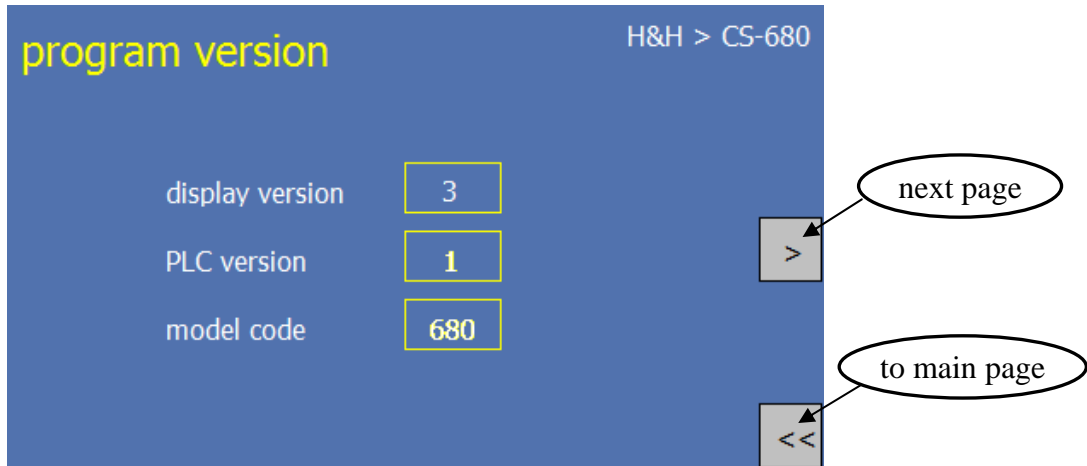 program version
H&H > CS-680
display version 3
next page
PLC version 1
>
model code 680
to main page
<<